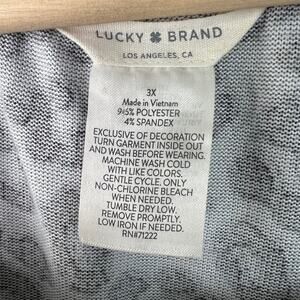 LUCKY BRAND
LOS ANGELES, CA
3X
Made in Vietnam
96% POLYESTER
4% SPANDEX
EXCLUSIVE OF DECORATION
TURN GARMENT INSIDE OUT
AND WASH BEFORE WEARING.
MACHINE WASH COLD
WITH LIKE COLORS.
GENTLE CYCLE. ONLY
NON-CHLORINE BLEACH
WHEN NEEDED.
TUMBLE DRY LOW.
REMOVE PROMPTLY.
LOW IRON IF NEEDED.
RN#71222